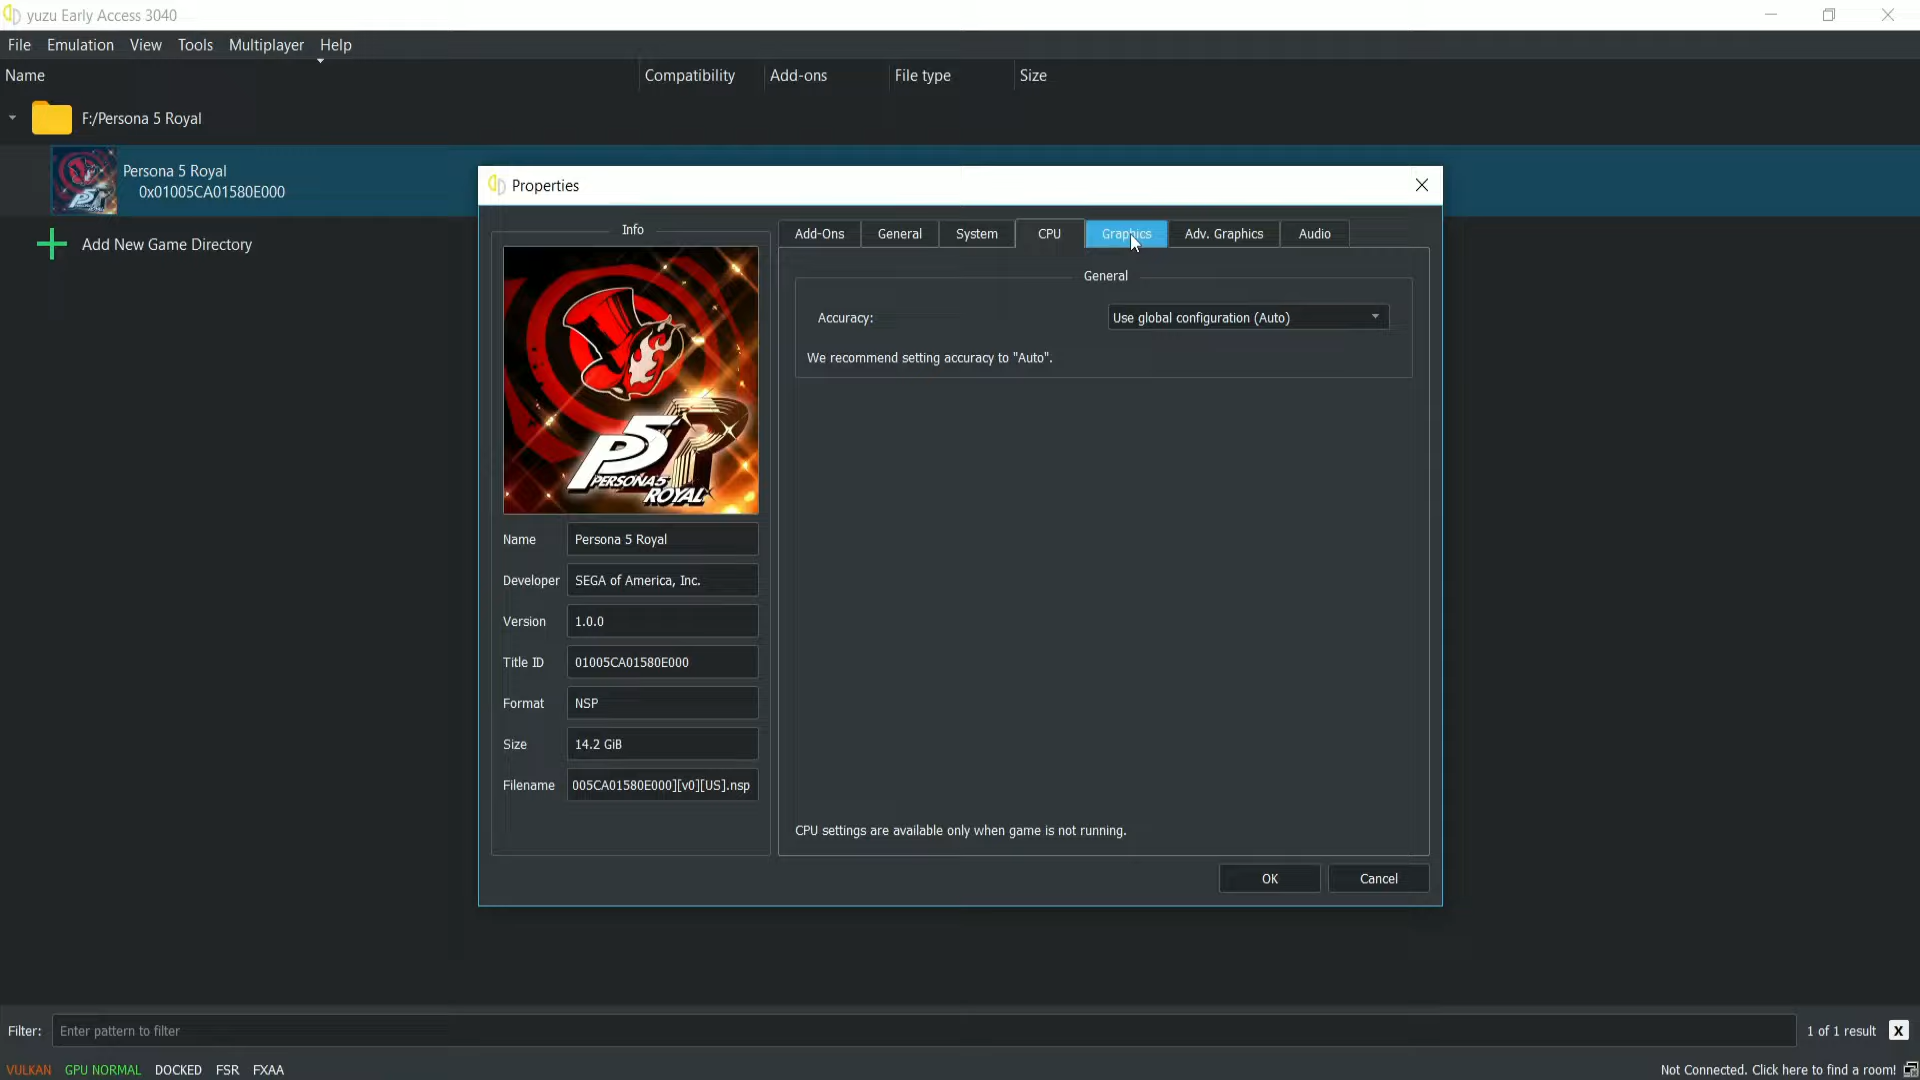 yuzu Early Access 3040
File Emulation View Tools Multiplayer Help
Name Compatibility Add-ons File type Size
F:/Persona 5 Royal
Persona 5 Royal
0x01005CA01580E000
Add New Game Directory
Properties
Info
P5R
PERSONA5
ROYAL
Name Persona 5 Royal
Developer SEGA of America, Inc.
Version 1.0.0
Title ID 01005CA01580E000
Format NSP
Size 14.2 GiB
Filename 005CA01580E000][v0][US].nsp
Add-Ons General System CPU Graphics Adv. Graphics Audio
General
Accuracy: Use global configuration (Auto)
We recommend setting accuracy to "Auto".
CPU settings are available only when game is not running.
OK Cancel
Filter: Enter pattern to filter 1 of 1 result X
VULKAN GPU NORMAL DOCKED FSR FXAA Not Connected. Click here to find a room!